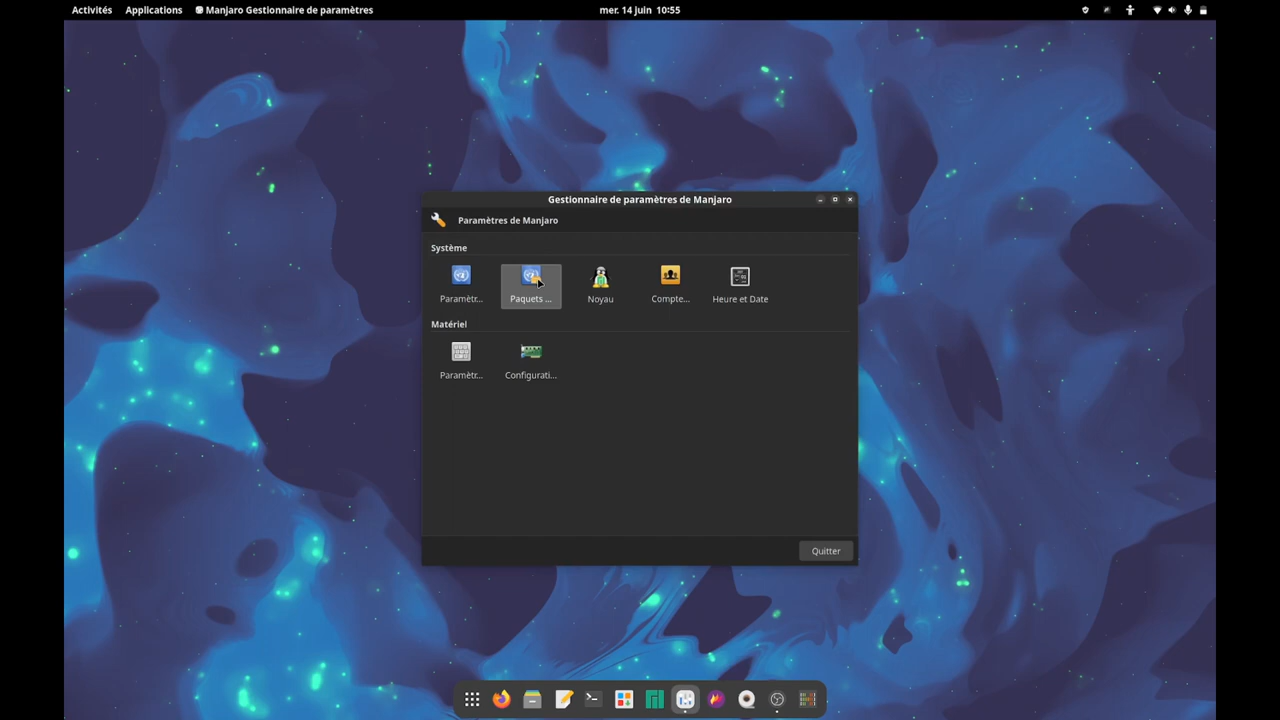 Activités Applications Manjaro Gestionnaire de paramètres mer. 14 juin 10:55
Gestionnaire de paramètres de Manjaro
Paramètres de Manjaro
Système
Paramètr... Paquets ... Noyau Compte... Heure et Date
Matériel
Paramètr... Configurati...
Quitter